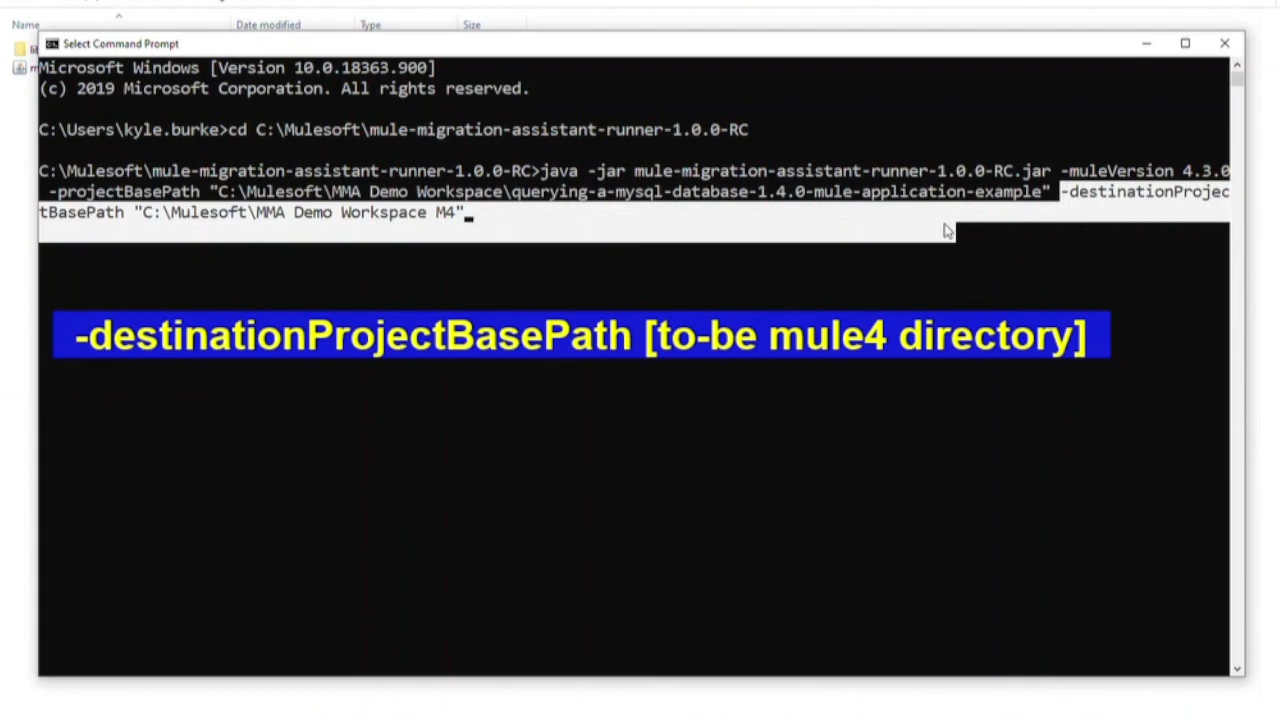 Name Date modified Type Size
Select Command Prompt
Microsoft Windows [Version 10.0.18363.900]
(c) 2019 Microsoft Corporation. All rights reserved.
C:\Users\kyle.burke>cd C:\Mulesoft\mule-migration-assistant-runner-1.0.0-RC
C:\Mulesoft\mule-migration-assistant-runner-1.0.0-RC>java -jar mule-migration-assistant-runner-1.0.0-RC.jar -muleVersion 4.3.0
-projectBasePath "C:\Mulesoft\MMA Demo Workspace\querying-a-mysql-database-1.4.0-mule-application-example" -destinationProjec
tBasePath "C:\Mulesoft\MMA Demo Workspace M4"
-destinationProjectBasePath [to-be mule4 directory]